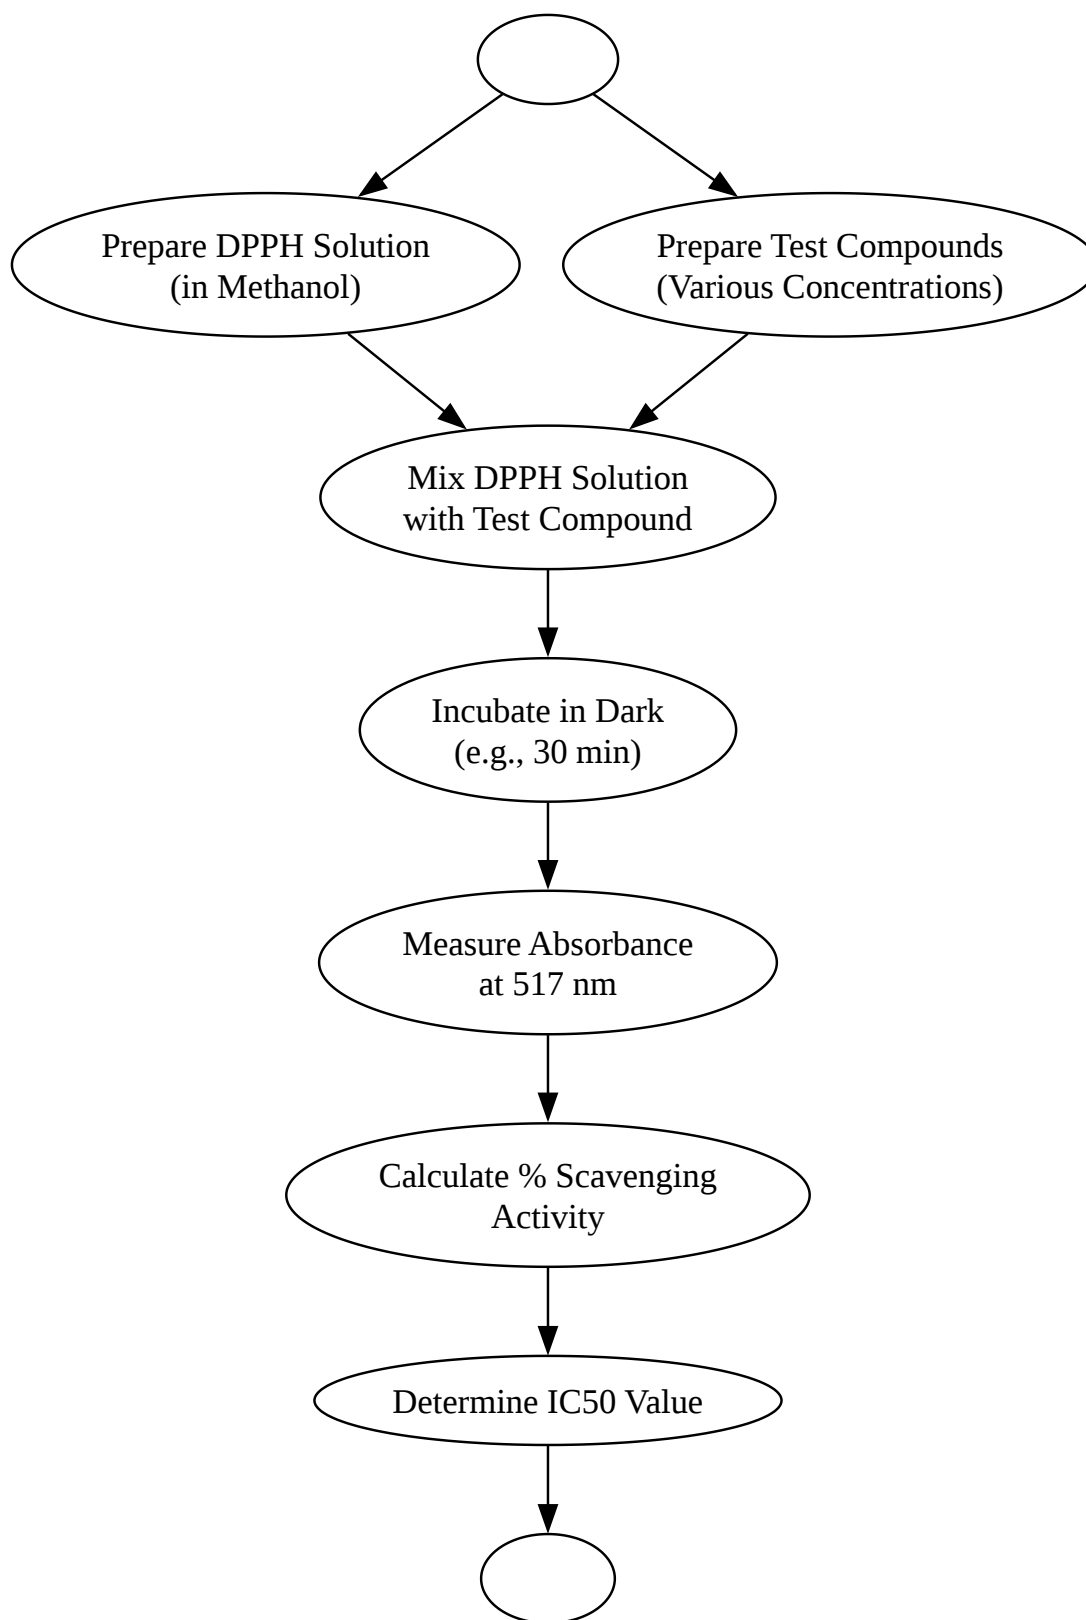 Prepare DPPH Solution
(in Methanol)
Prepare Test Compounds
(Various Concentrations)
Mix DPPH Solution
with Test Compound
Incubate in Dark
(e.g., 30 min)
Measure Absorbance
at 517 nm
Calculate % Scavenging
Activity
Determine IC50 Value